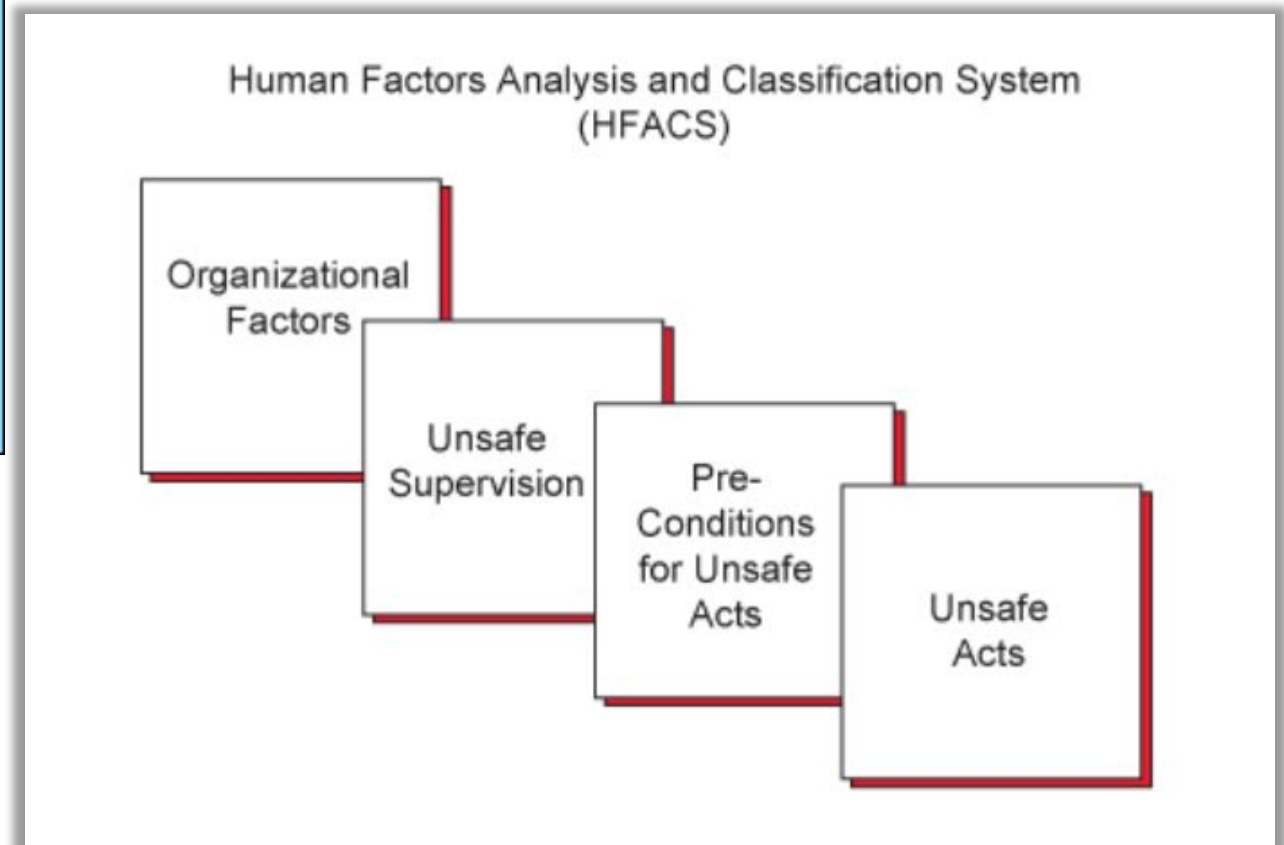 Human Factors Analysis and Classification System
(HFACS)
Organizational
Factors
Unsafe
Supervision
Pre-
Conditions
for Unsafe
Acts
Unsafe
Acts